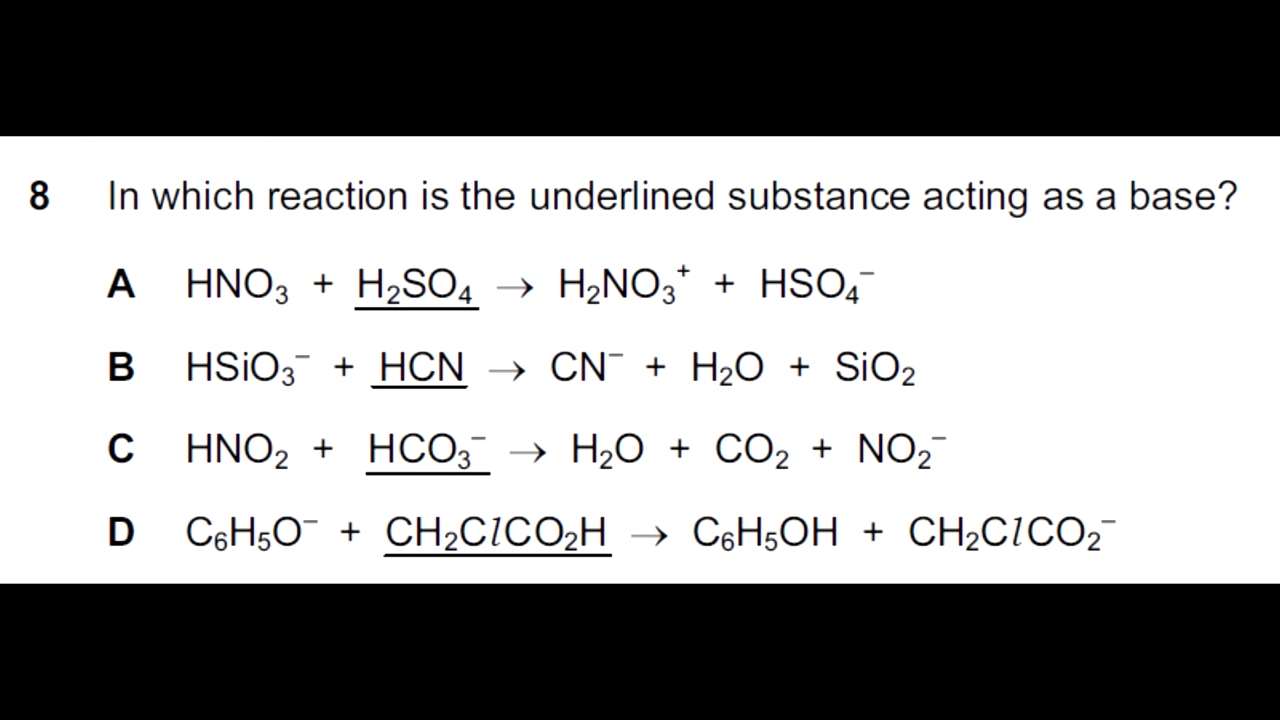 8 In which reaction is the underlined substance acting as a base?
A HNO₃ + H₂SO₄ → H₂NO₃⁺ + HSO₄⁻
B HSiO₃⁻ + HCN → CN⁻ + H₂O + SiO₂
C HNO₂ + HCO₃⁻ → H₂O + CO₂ + NO₂⁻
D C₆H₅O⁻ + CH₂ClCO₂H → C₆H₅OH + CH₂ClCO₂⁻